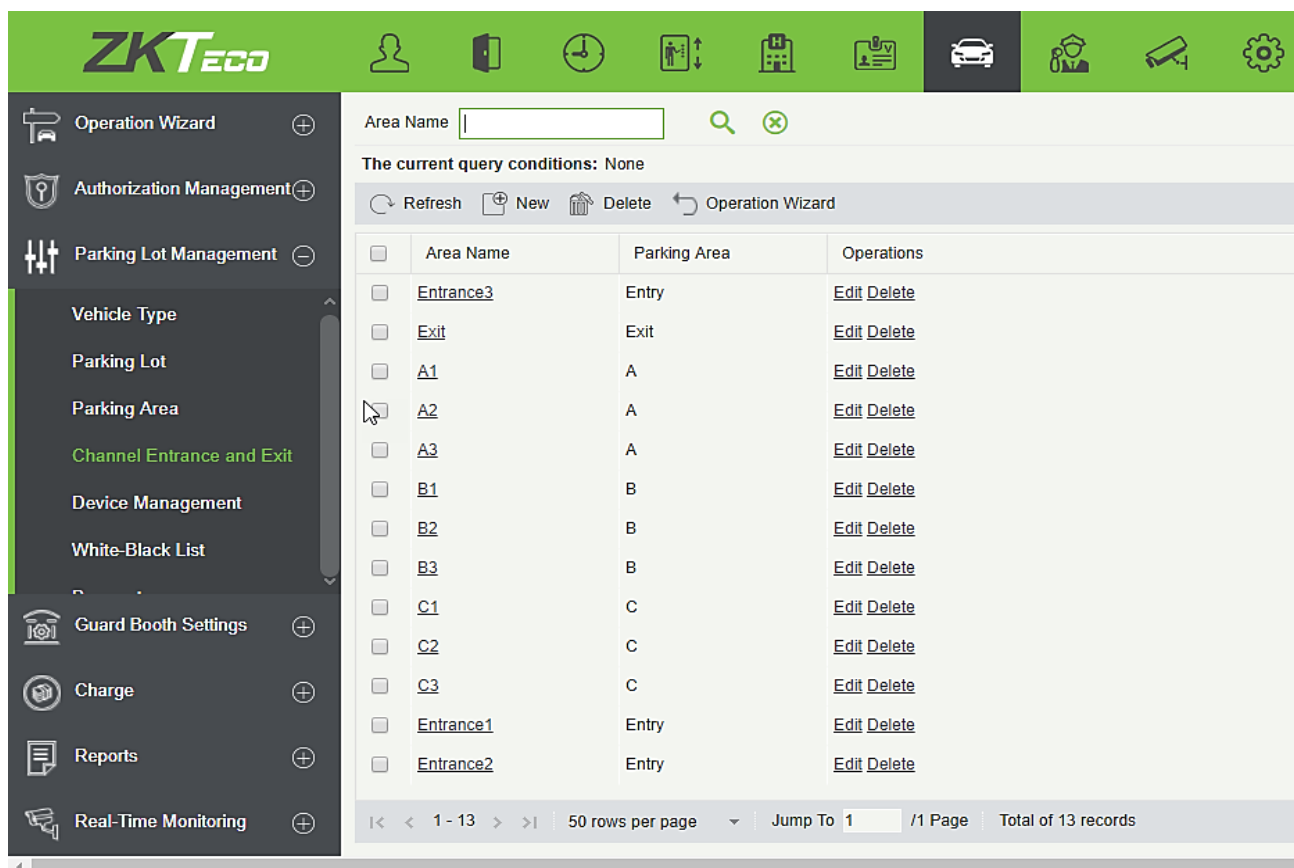 ZKTECO
Operation Wizard
Authorization Management
Parking Lot Management
Vehicle Type
Parking Lot
Parking Area
Channel Entrance and Exit
Device Management
White-Black List
Guard Booth Settings
Charge
Reports
Real-Time Monitoring
Area Name
The current query conditions: None
Refresh New Delete Operation Wizard
Area Name Parking Area Operations
Entrance3 Entry Edit Delete
Exit Exit Edit Delete
A1 A Edit Delete
A2 A Edit Delete
A3 A Edit Delete
B1 B Edit Delete
B2 B Edit Delete
B3 B Edit Delete
C1 C Edit Delete
C2 C Edit Delete
C3 C Edit Delete
Entrance1 Entry Edit Delete
Entrance2 Entry Edit Delete
1 - 13 50 rows per page Jump To 1 /1 Page Total of 13 records